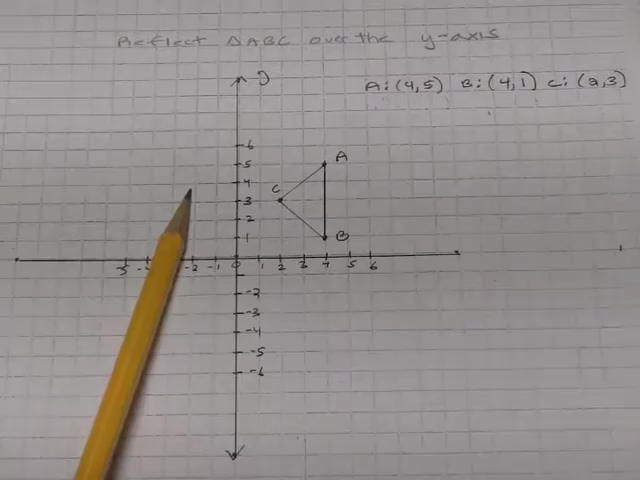 Reflect △ABC over the y-axis
A:(4,5) B:(4,1) C:(2,3)
6
5 A
4
C 3
2
1 B
-2 -1 0 1 2 3 4 5 6
-2
-3
-4
-5
-6